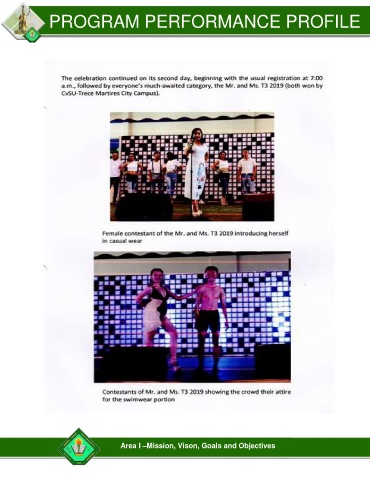 PROGRAM PERFORMANCE PROFILE
The celebration continued on its second day, beginning with the usual registration at 7:00
a.m., followed by everyone's much-awaited category, the Mr. and Ms. T3 2019 (both won by
CvSU-Trece Martires City Campus).
Female contestant of the Mr. and Ms. T3 2019 introducing herself
in casual wear
Contestants of Mr. and Ms. T3 2019 showing the crowd their attire
for the swimwear portion
Area I –Mission, Vison, Goals and Objectives